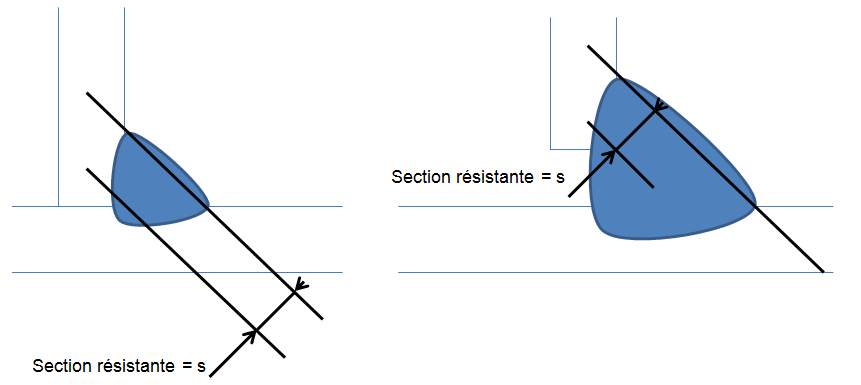 Section résistante = s
Section résistante = s